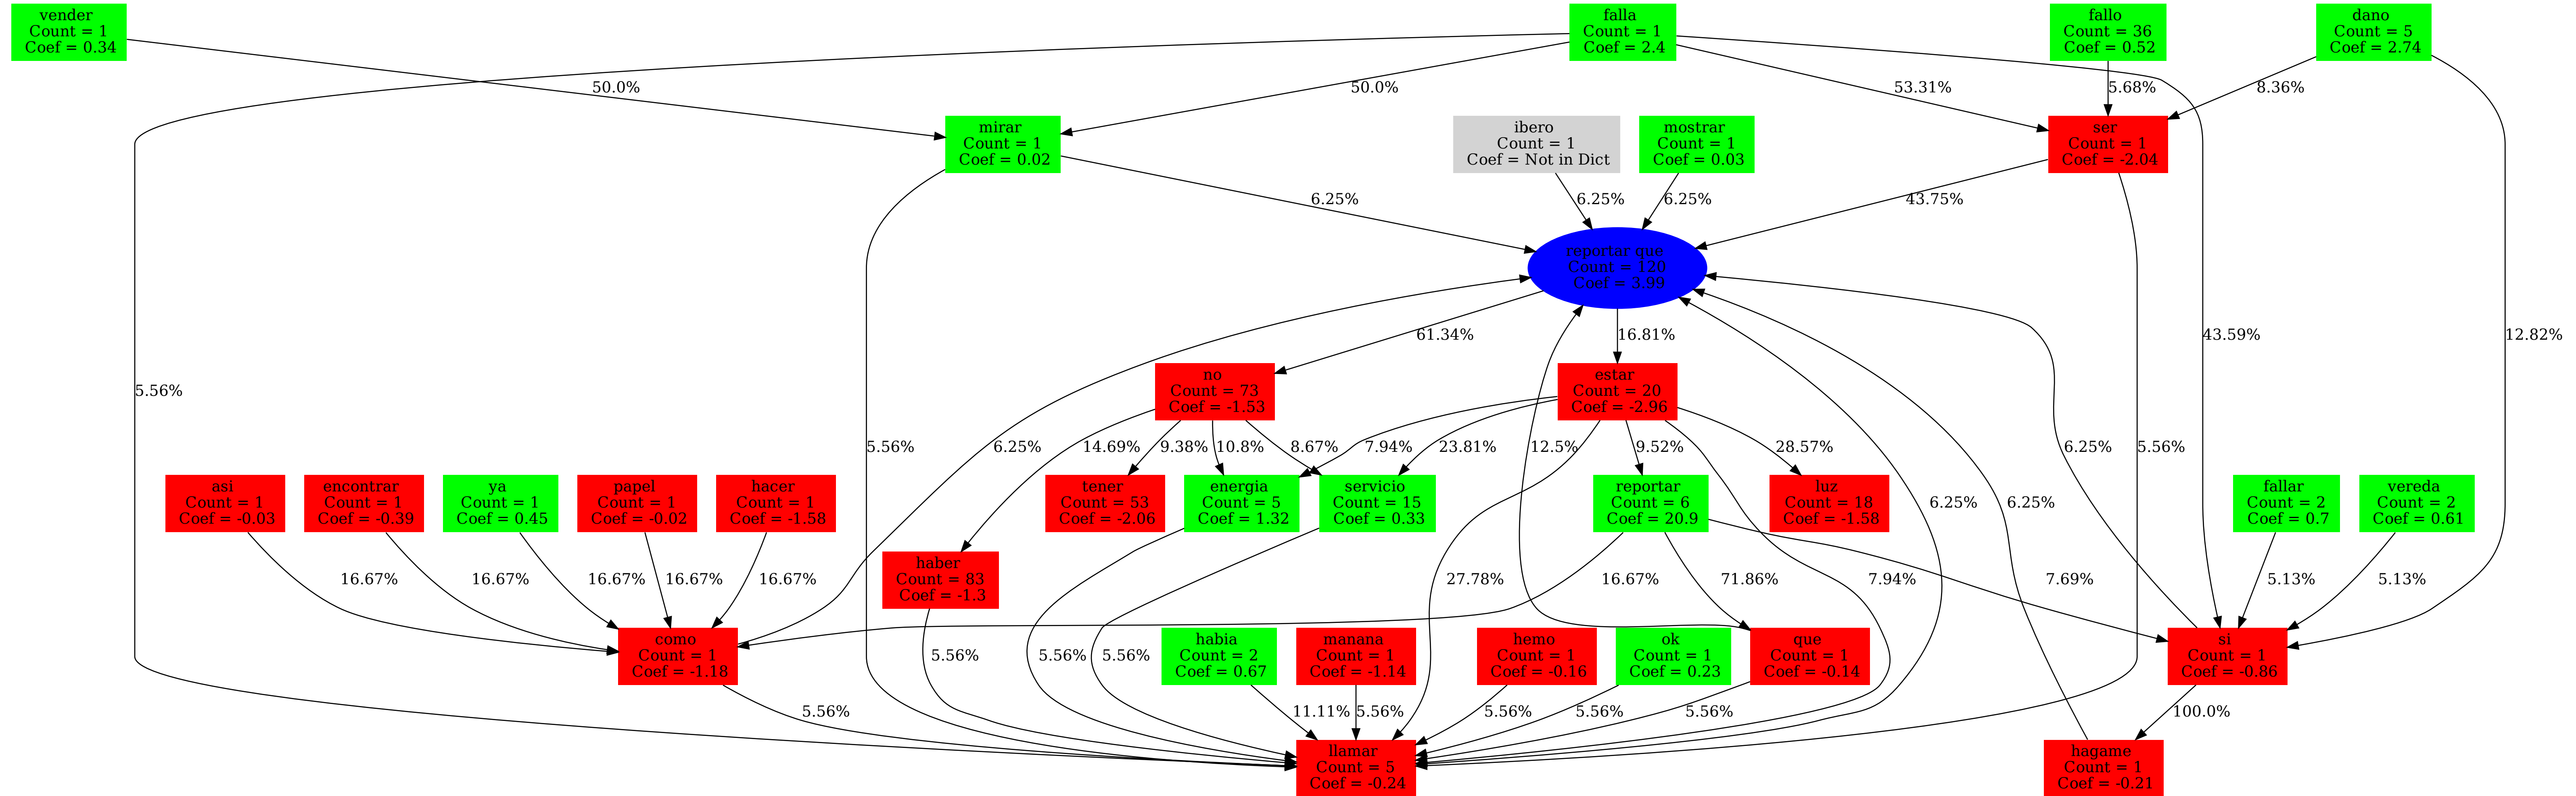 vender
Count = 1
Coef = 0.34
falla
Count = 1
Coef = 2.4
fallo
Count = 36
Coef = 0.52
dano
Count = 5
Coef = 2.74
50.0%
50.0%
53.31%
5.68%
8.36%
mirar
Count = 1
Coef = 0.02
ibero
Count = 1
Coef = Not in Dict
mostrar
Count = 1
Coef = 0.03
ser
Count = 1
Coef = -2.04
6.25%
6.25%
6.25%
43.75%
reportar que
Count = 120
Coef = 3.99
61.34%
16.81%
43.59%
12.82%
5.56%
no
Count = 73
Coef = -1.53
estar
Count = 20
Coef = -2.96
5.56%
6.25%
14.69%
9.38%
10.8%
8.67%
7.94%
23.81%
12.5%
9.52%
28.57%
6.25%
6.25%
6.25%
5.56%
asi
Count = 1
Coef = -0.03
encontrar
Count = 1
Coef = -0.39
ya
Count = 1
Coef = 0.45
papel
Count = 1
Coef = -0.02
hacer
Count = 1
Coef = -1.58
tener
Count = 53
Coef = -2.06
energia
Count = 5
Coef = 1.32
servicio
Count = 15
Coef = 0.33
reportar
Count = 6
Coef = 20.9
luz
Count = 18
Coef = -1.58
fallar
Count = 2
Coef = 0.7
vereda
Count = 2
Coef = 0.61
haber
Count = 83
Coef = -1.3
16.67%
16.67%
16.67%
16.67%
16.67%
27.78%
16.67%
71.86%
7.94%
7.69%
5.13%
5.13%
como
Count = 1
Coef = -1.18
5.56%
5.56%
5.56%
habia
Count = 2
Coef = 0.67
manana
Count = 1
Coef = -1.14
hemo
Count = 1
Coef = -0.16
ok
Count = 1
Coef = 0.23
que
Count = 1
Coef = -0.14
si
Count = 1
Coef = -0.86
5.56%
11.11%
5.56%
5.56%
5.56%
5.56%
100.0%
llamar
Count = 5
Coef = -0.24
hagame
Count = 1
Coef = -0.21